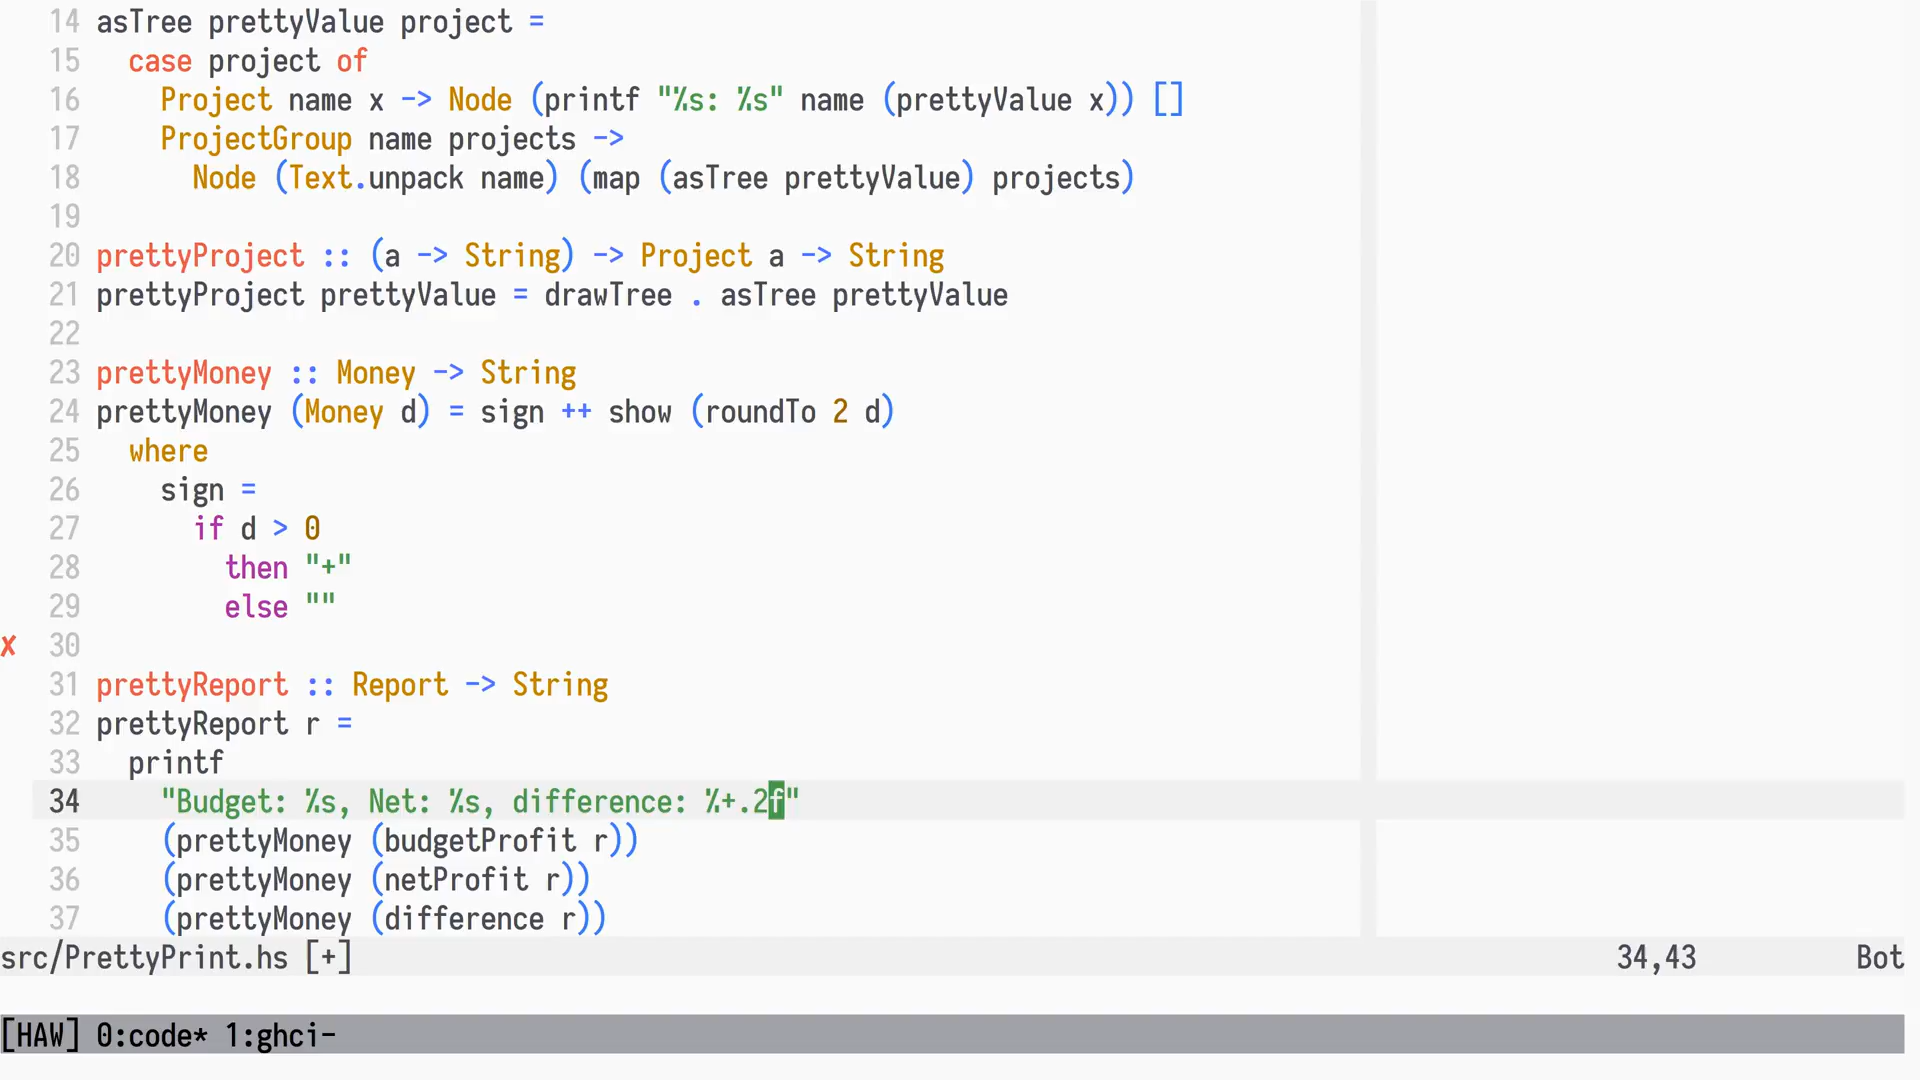 14 asTree prettyValue project =
15   case project of
16     Project name x -> Node (printf "%s: %s" name (prettyValue x)) []
17     ProjectGroup name projects ->
18       Node (Text.unpack name) (map (asTree prettyValue) projects)
19
20 prettyProject :: (a -> String) -> Project a -> String
21 prettyProject prettyValue = drawTree . asTree prettyValue
22
23 prettyMoney :: Money -> String
24 prettyMoney (Money d) = sign ++ show (roundTo 2 d)
25   where
26     sign =
27       if d > 0
28         then "+"
29         else ""
✗ 30
31 prettyReport :: Report -> String
32 prettyReport r =
33   printf
34     "Budget: %s, Net: %s, difference: %+.2f"
35     (prettyMoney (budgetProfit r))
36     (prettyMoney (netProfit r))
37     (prettyMoney (difference r))
src/PrettyPrint.hs [+] 34,43 Bot
[HAW] 0:code* 1:ghci-